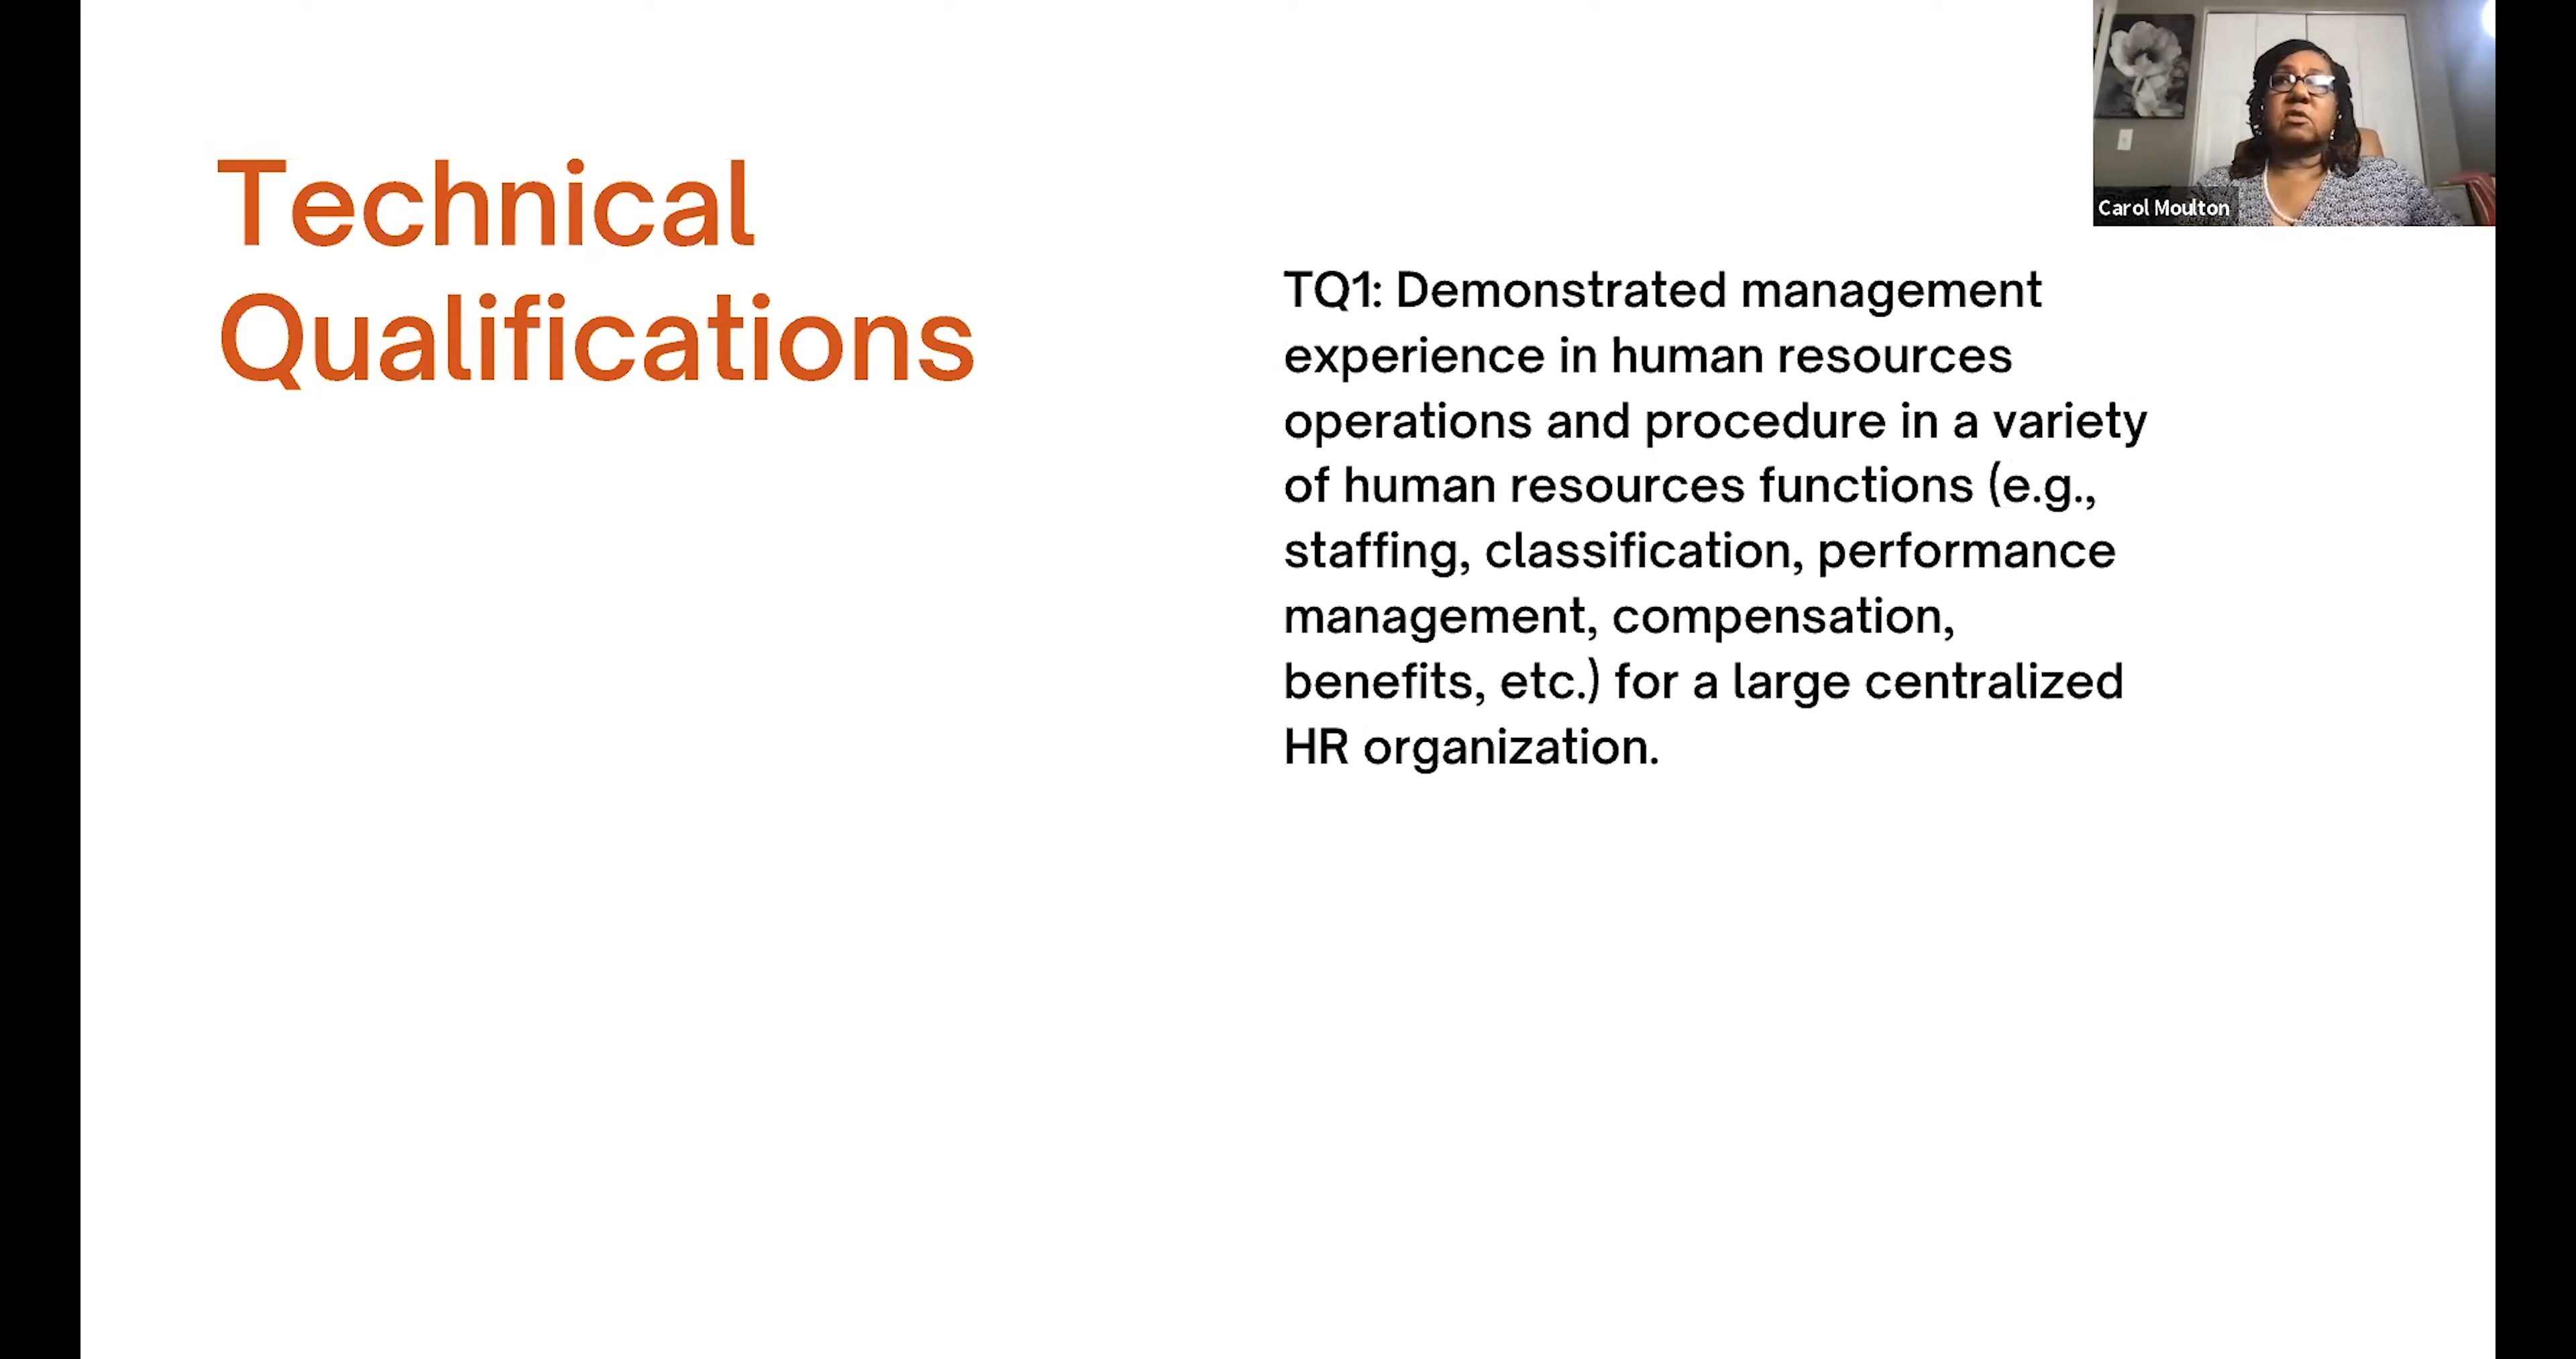 Technical
Qualifications
Carol Moulton
TQ1: Demonstrated management
experience in human resources
operations and procedure in a variety
of human resources functions (e.g.,
staffing, classification, performance
management, compensation,
benefits, etc.) for a large centralized
HR organization.